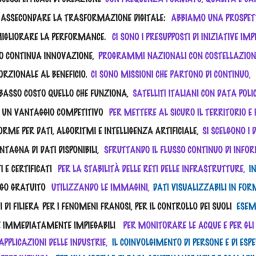 ASSECONDARE LA TRASFORMAZIONE DIGITALE: ABBIAMO UNA PROSPET
MIGLIORARE LA PERFORMANCE. CI SONO I PRESUPPOSTI DI INIZIATIVE IMP
O CONTINUA INNOVAZIONE, PROGRAMMI NAZIONALI CON COSTELLAZION
ORZIONALE AL BENEFICIO. CI SONO MISSIONI CHE PARTONO DI CONTINUO,
BASSO COSTO QUELLO CHE FUNZIONA, SATELLITI ITALIANI CON DATA POLIC
UN VANTAGGIO COMPETITIVO PER METTERE AL SICURO IL TERRITORIO E
ORME PER DATI, ALGORITMI E INTELLIGENZA ARTIFICIALE, SI SCELGONO I D
NTAGNA DI DATI DISPONIBILI, SFRUTTANDO IL FLUSSO CONTINUO DI INFOR
I E CERTIFICATI PER LA STABILITÀ DELLE RETI DELLE INFRASTRUTTURE, IN
GO GRATUITO UTILIZZANDO LE IMMAGINI, DATI VISUALIZZABILI IN FORM
I DI FILIERA PER I FENOMENI FRANOSI, PER IL CONTROLLO DEI SUOLI ESEM
IMMEDIATAMENTE IMPIEGABILI PER MONITORARE LE ACQUE E PER GLI
APPLICAZIONI DELLE INDUSTRIE, IL COINVOLGIMENTO DI PERSONE E DI ESPE